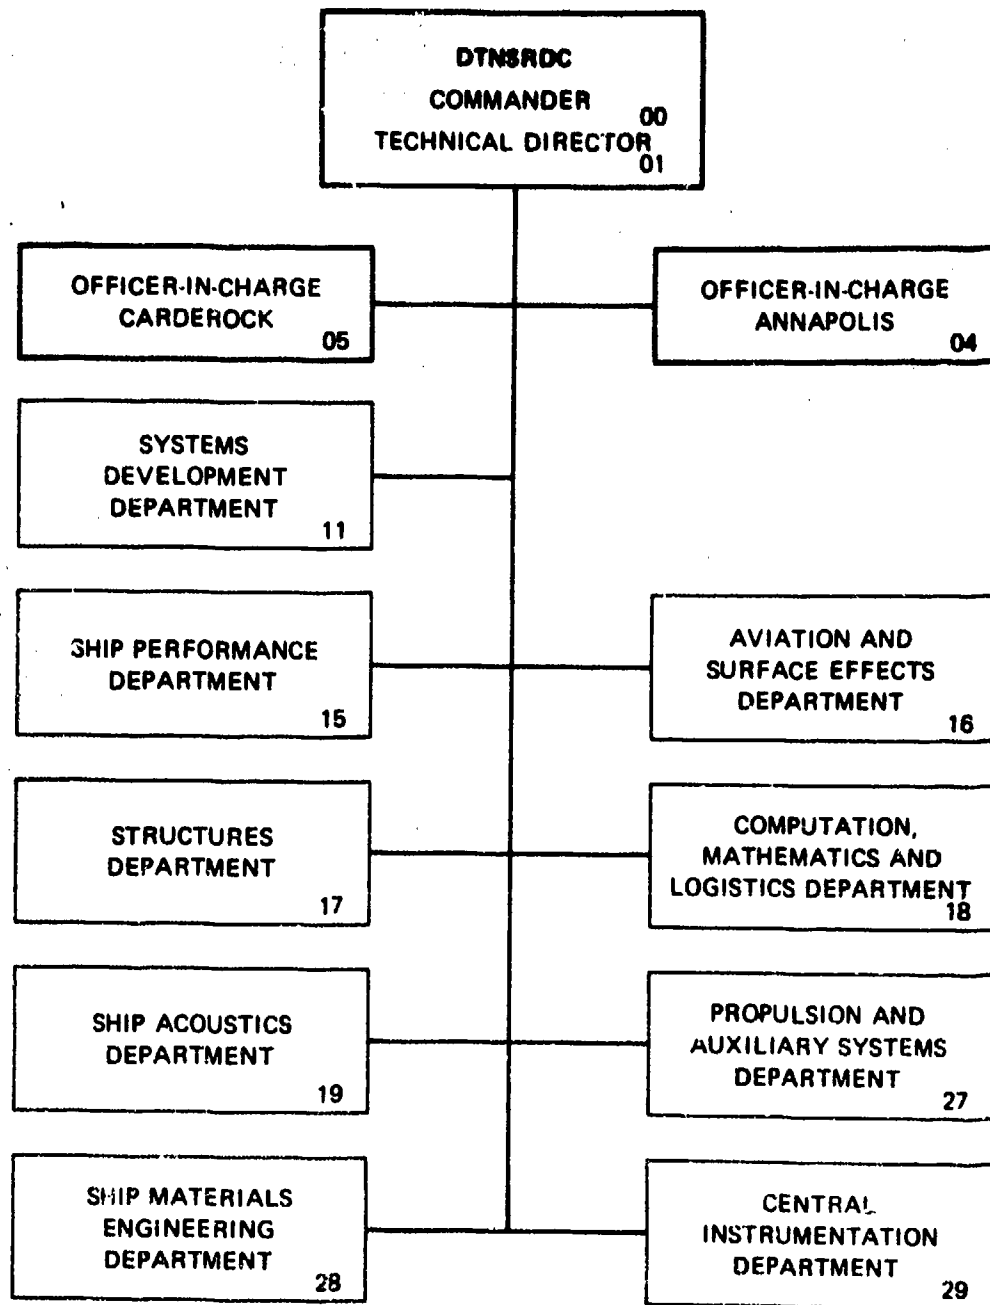 DTNSRDC
COMMANDER
00
TECHNICAL DIRECTOR
01
OFFICER-IN-CHARGE
CARDEROCK
05
OFFICER-IN-CHARGE
ANNAPOLIS
04
SYSTEMS
DEVELOPMENT
DEPARTMENT
11
SHIP PERFORMANCE
DEPARTMENT
15
AVIATION AND
SURFACE EFFECTS
DEPARTMENT
16
STRUCTURES
DEPARTMENT
17
COMPUTATION,
MATHEMATICS AND
LOGISTICS DEPARTMENT
18
SHIP ACOUSTICS
DEPARTMENT
19
PROPULSION AND
AUXILIARY SYSTEMS
DEPARTMENT
27
SHIP MATERIALS
ENGINEERING
DEPARTMENT
28
CENTRAL
INSTRUMENTATION
DEPARTMENT
29